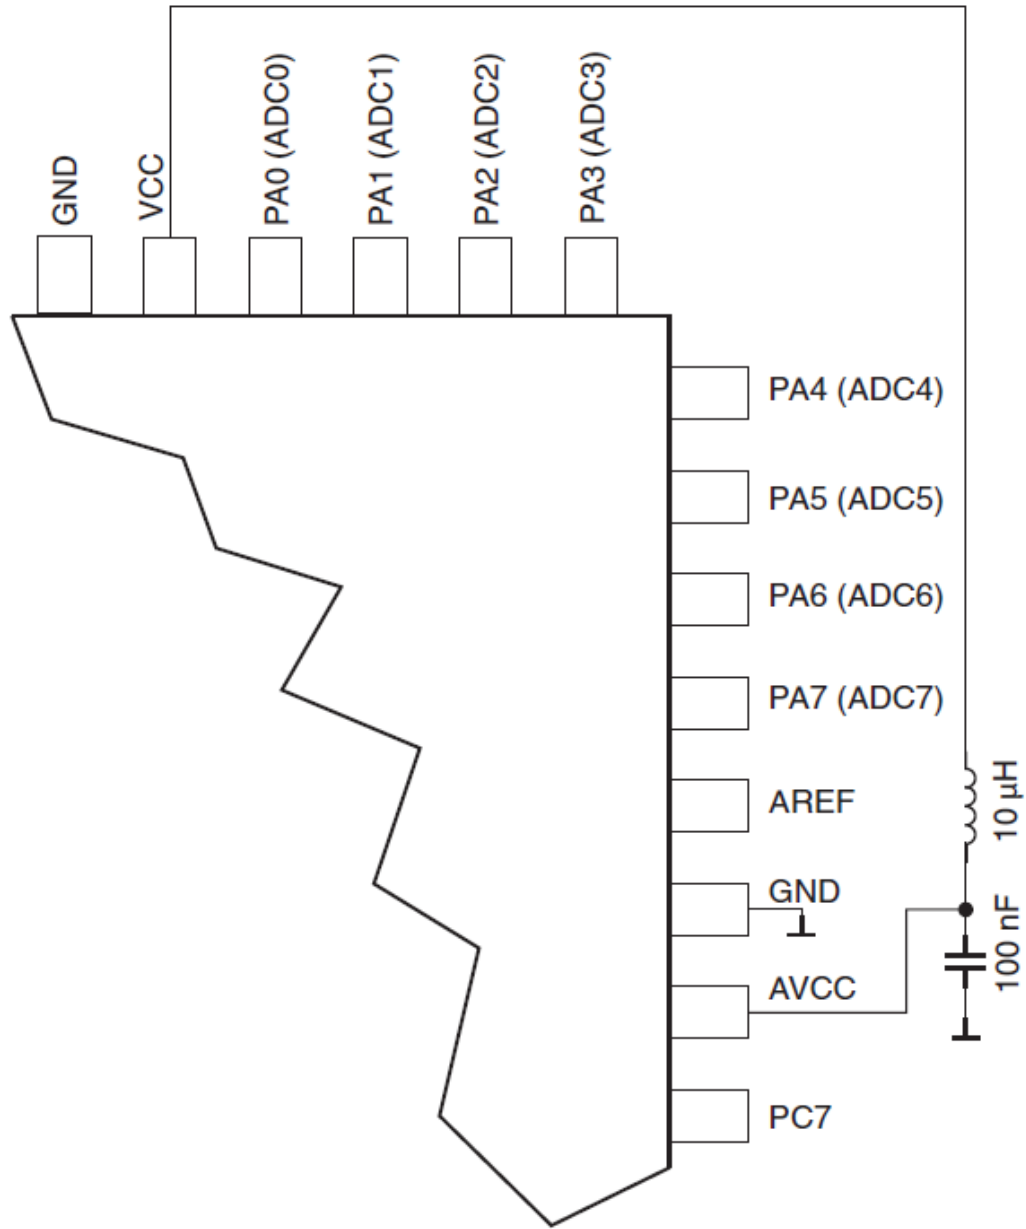 GND
VCC
PA0 (ADC0)
PA1 (ADC1)
PA2 (ADC2)
PA3 (ADC3)
PA4 (ADC4)
PA5 (ADC5)
PA6 (ADC6)
PA7 (ADC7)
AREF
GND
AVCC
PC7
10 µH
100 nF